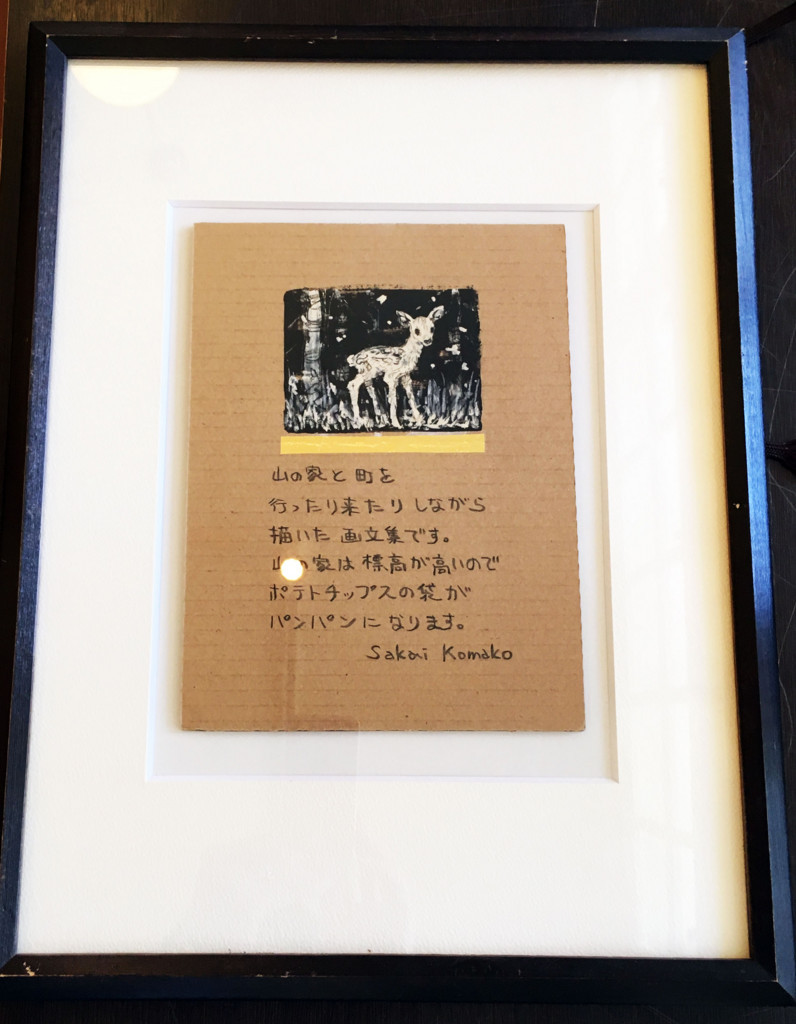 山の家と町を
行ったり来たりしながら
描いた画文集です。
山の家は標高が高いので
ポテトチップスの袋が
パンパンになります。
Sakai Komako